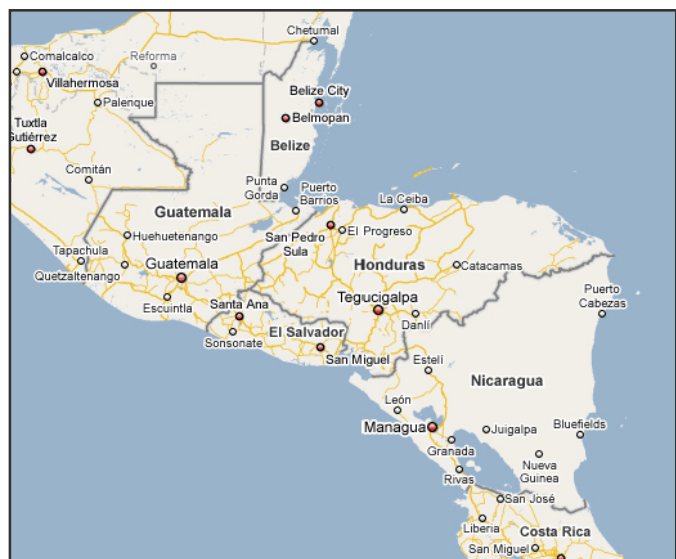 Chetumal
Comalcalco
Reforma
Villahermosa
Palenque
Belize City
Belmopan
Tuxtla
Gutiérrez
Belize
Comitán
Punta
Gorda
Puerto
Barrios
La Ceiba
Guatemala
Huehuetenango
San Pedro
Sula
El Progreso
Tapachula
Quetzaltenango
Guatemala
Honduras
Catacamas
Escuintla
Santa Ana
Tegucigalpa
Puerto
Cabezas
Danlí
Sonsonate
El Salvador
San Miguel
Estelí
Nicaragua
León
Managua
Juigalpa
Bluefields
Granada
Nueva
Guinea
Rivas
San José
Liberia
Costa Rica
San Miguel